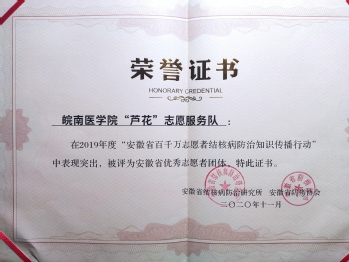 荣誉证书
HONORARY CREDENTIAL
皖南医学院“芦花”志愿服务队：
在2019年度“安徽省百千万志愿者结核病防治知识传播行动”
中表现突出，被评为安徽省优秀志愿者团体，特此证书。
安徽省结核病防治研究所 安徽省防痨协会
二〇二〇年十一月